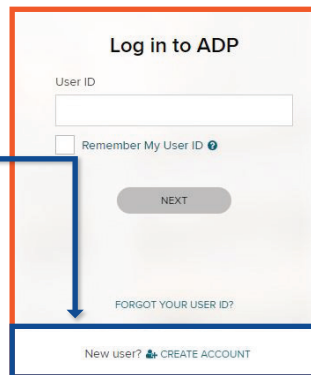 Log in to ADP
User ID
Remember My User ID ?
NEXT
FORGOT YOUR USER ID?
New user? CREATE ACCOUNT